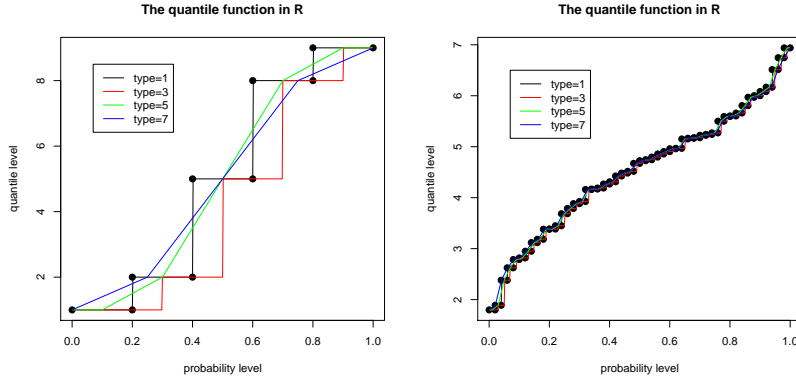 The quantile function in R
type=1
type=3
type=5
type=7
quantile level
2
4
6
8
0.0
0.2
0.4
0.6
0.8
1.0
probability level
The quantile function in R
type=1
type=3
type=5
type=7
quantile level
2
3
4
5
6
7
0.0
0.2
0.4
0.6
0.8
1.0
probability level